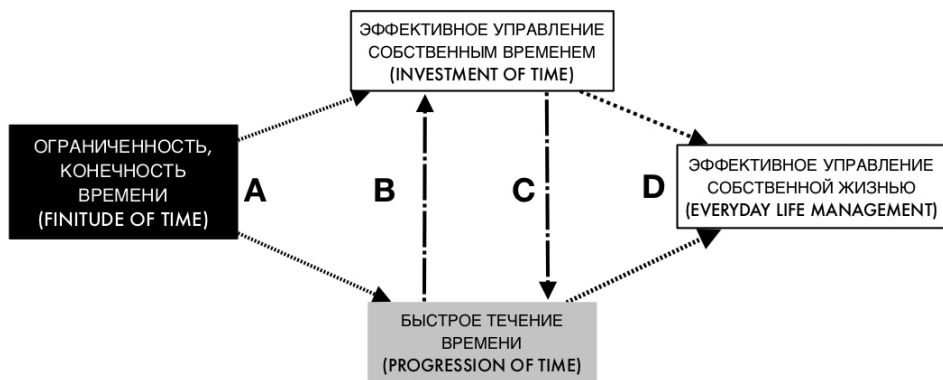 ЭФФЕКТИВНОЕ УПРАВЛЕНИЕ
СОБСТВЕННЫМ ВРЕМЕНЕМ
(INVESTMENT OF TIME)
ОГРАНИЧЕННОСТЬ,
КОНЕЧНОСТЬ
ВРЕМЕНИ
(FINITUDE OF TIME)
A
B
C
D
ЭФФЕКТИВНОЕ УПРАВЛЕНИЕ
СОБСТВЕННОЙ ЖИЗНЬЮ
(EVERYDAY LIFE MANAGEMENT)
БЫСТРОЕ ТЕЧЕНИЕ
ВРЕМЕНИ
(PROGRESSION OF TIME)